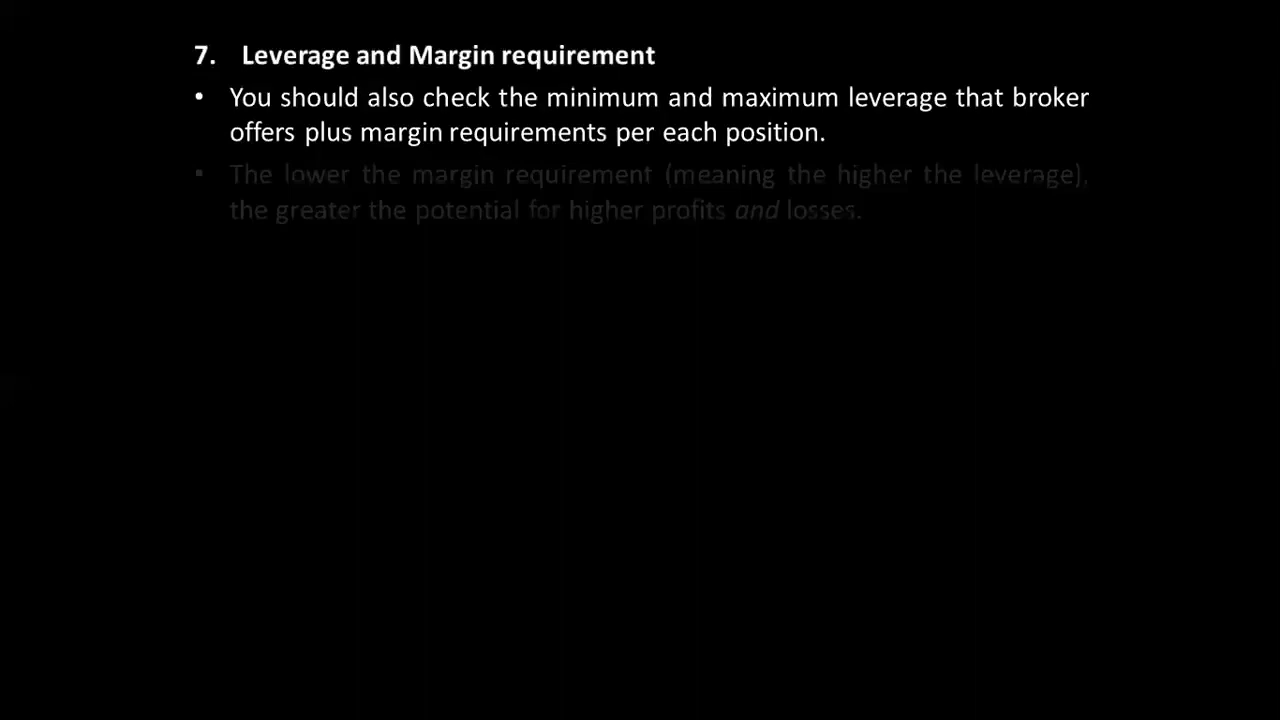 7. Leverage and Margin requirement
• You should also check the minimum and maximum leverage that broker
offers plus margin requirements per each position.
▪ The lower the margin requirement (meaning the higher the leverage),
the greater the potential for higher profits and losses.